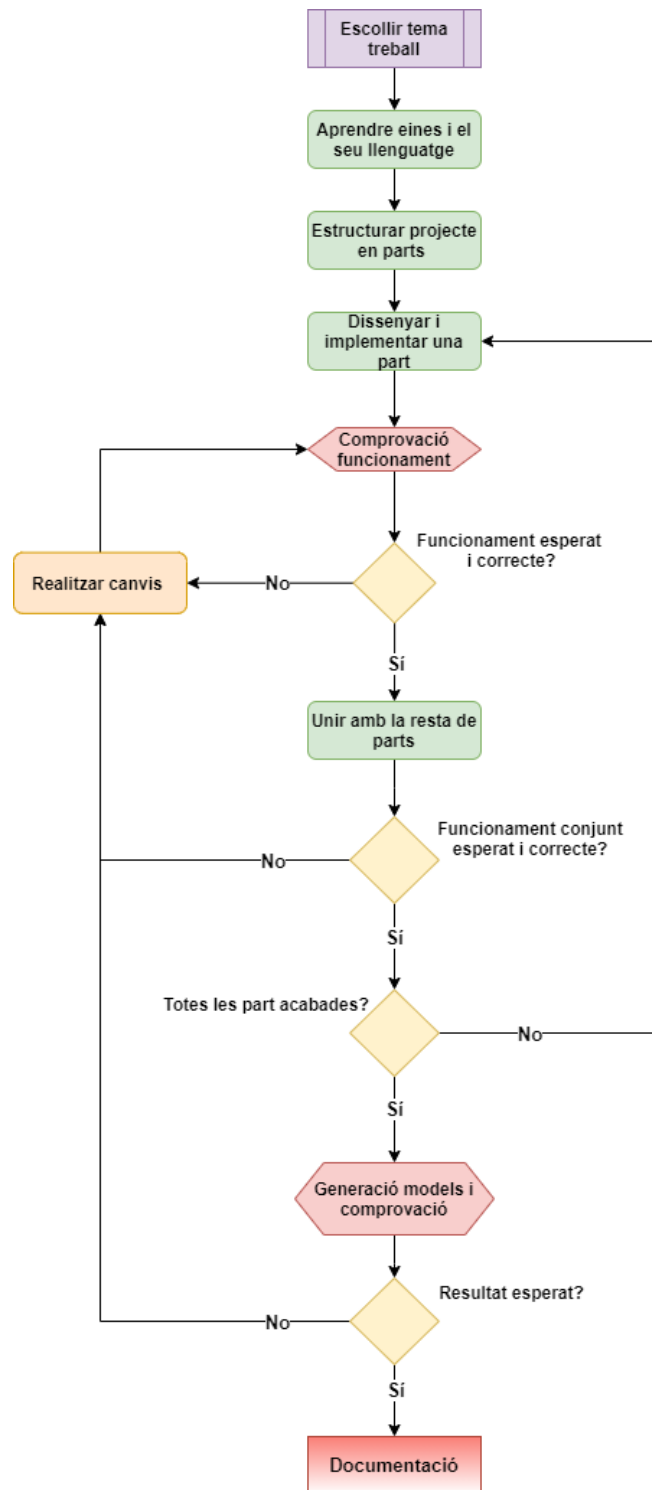 Escollir tema
treball
Aprendre eines i el
seu llenguatge
Estructurar projecte
en parts
Dissenyar i
implementar una
part
Comprovació
funcionament
Funcionament esperat
i correcte?
Realitzar canvis
No
Sí
Unir amb la resta de
parts
Funcionament conjunt
esperat i correcte?
No
Sí
Totes les part acabades?
No
Sí
Generació models i
comprovació
Resultat esperat?
No
Sí
Documentació